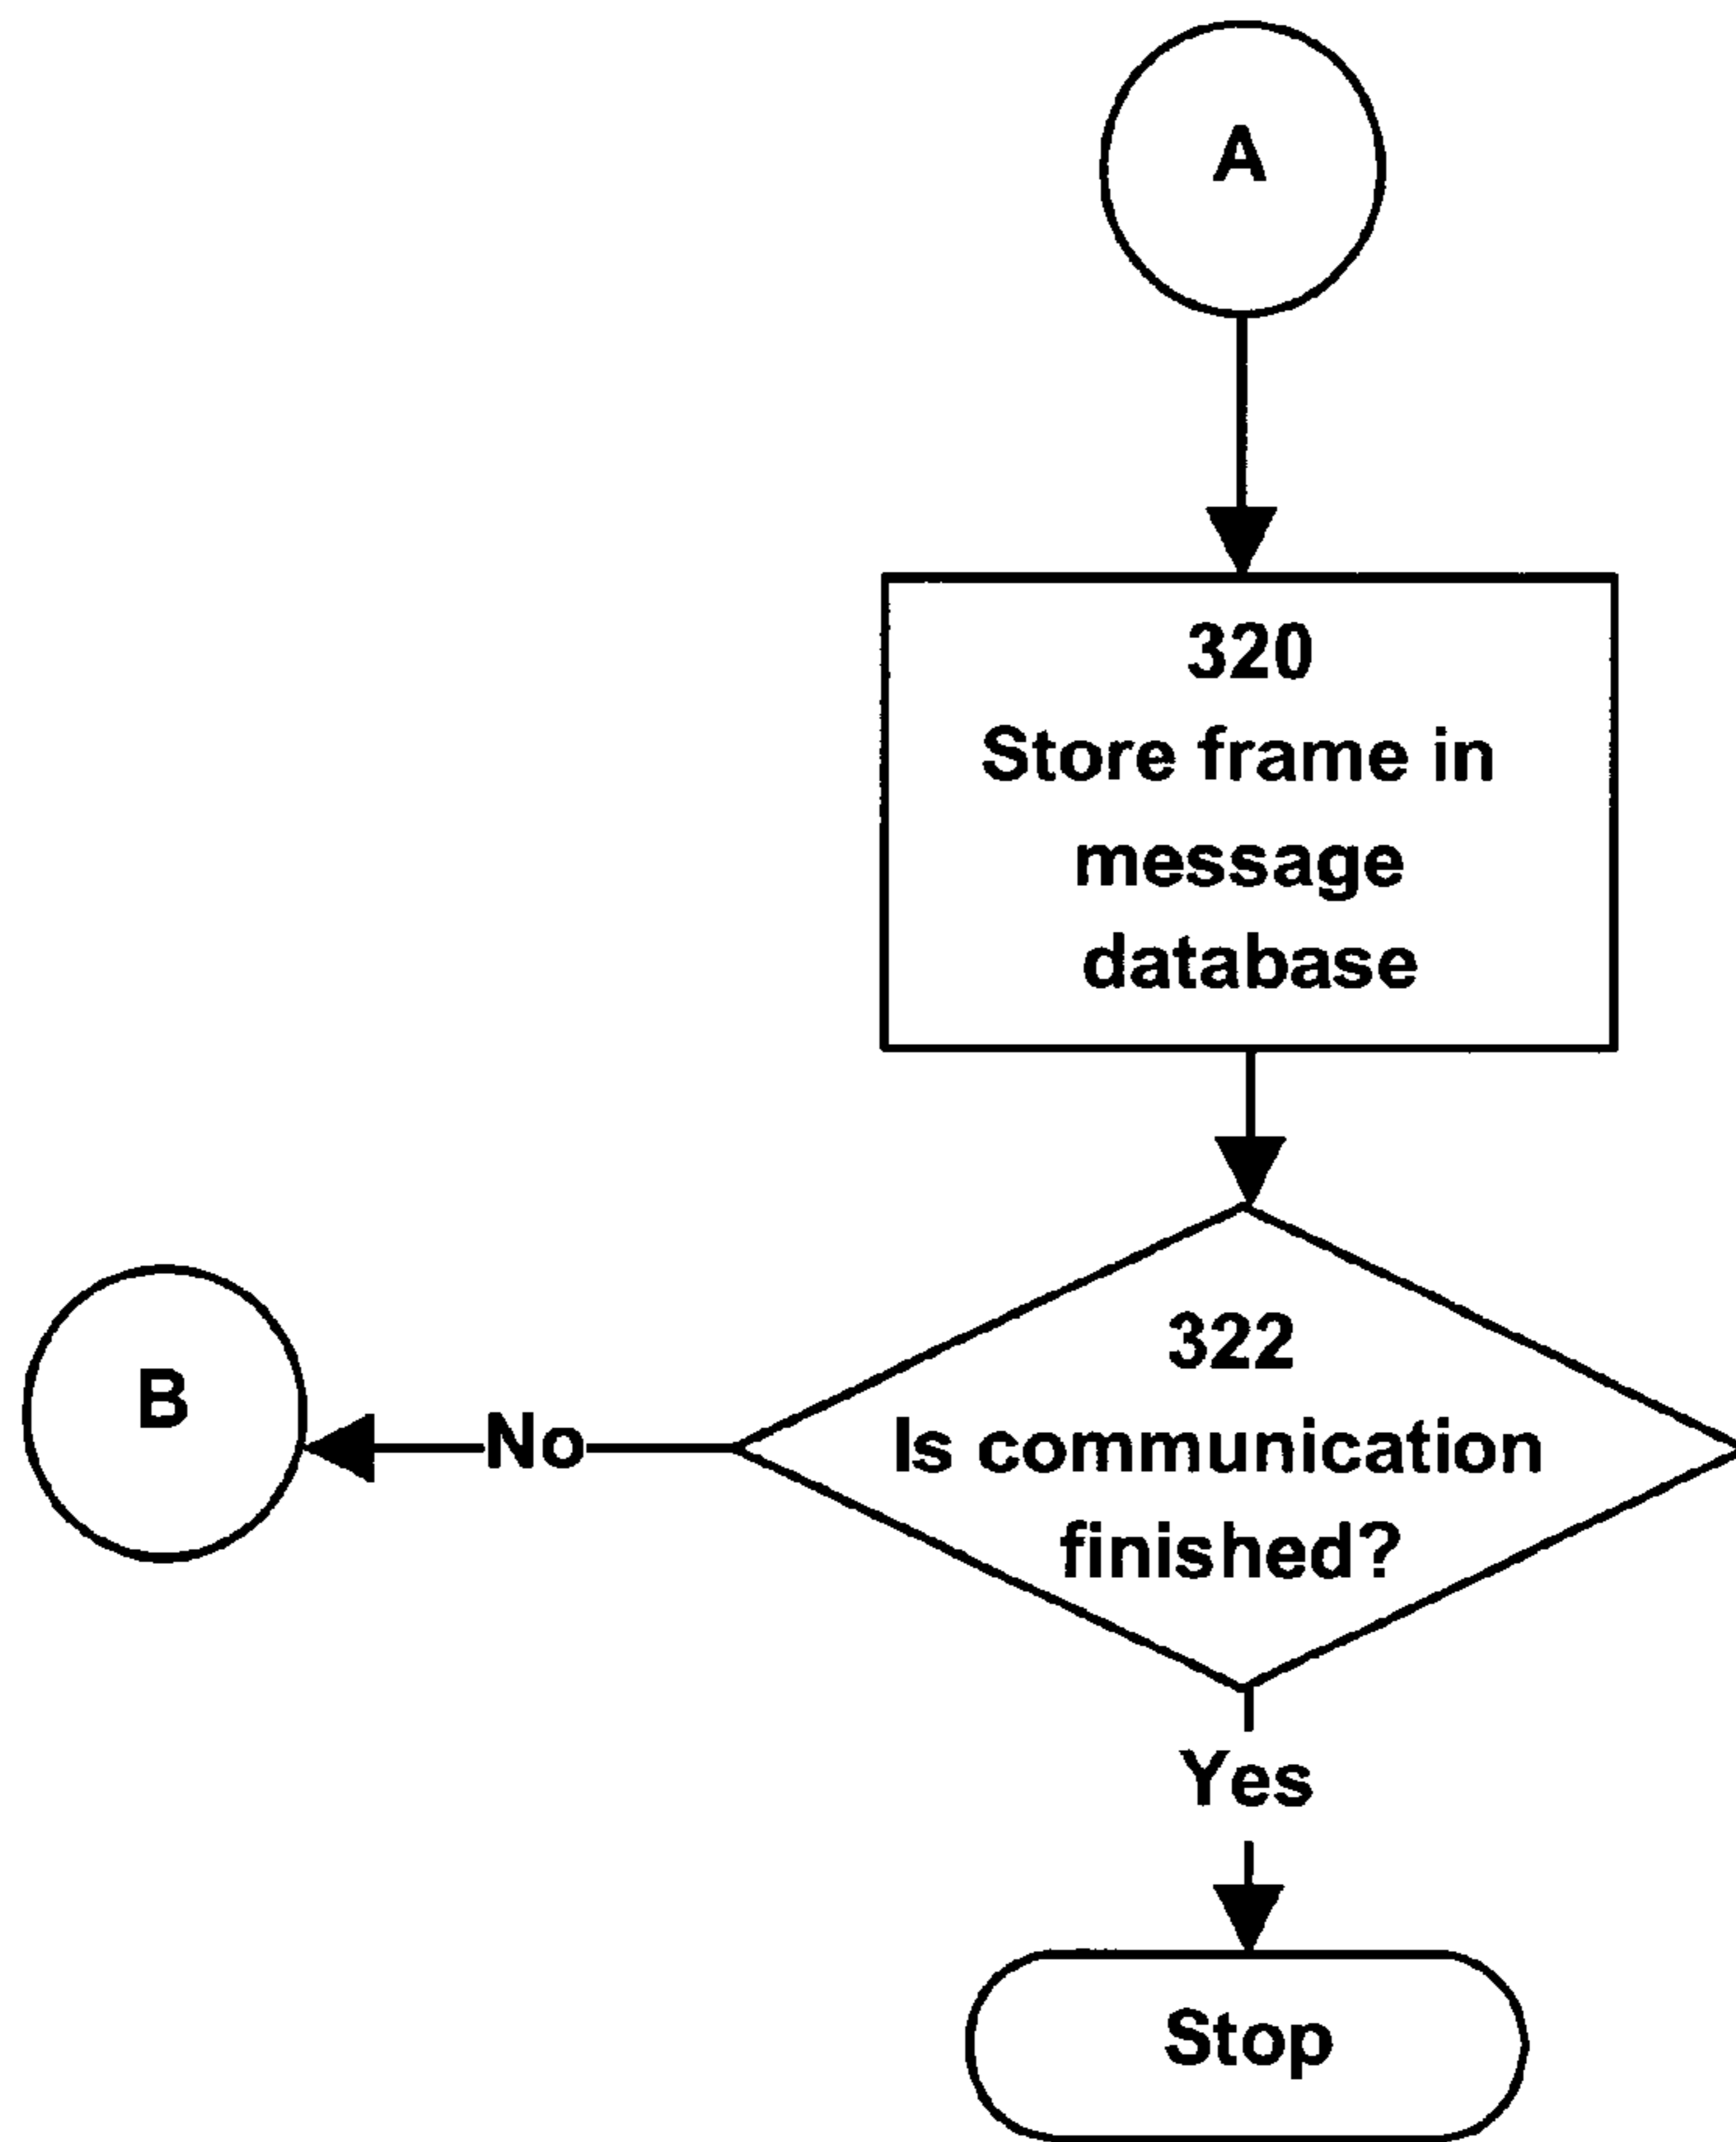 A
320
Store frame in
message
database
322
Is communication
finished?
B
No
Yes
Stop